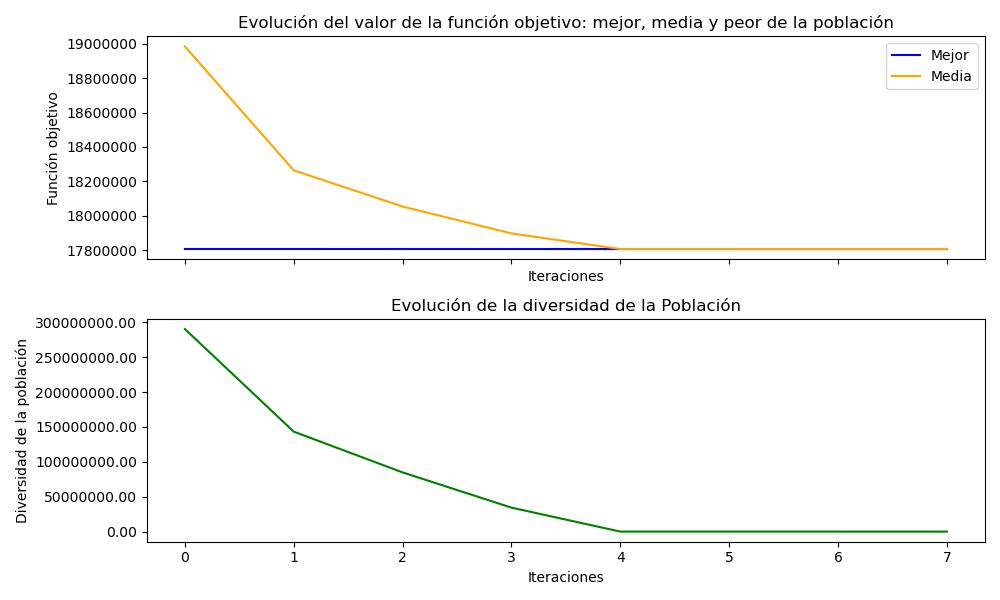 Evolución del valor de la función objetivo: mejor, media y peor de la población
19000000
18800000
18600000
18400000
18200000
18000000
17800000
Función objetivo
Mejor
Media
Iteraciones
Evolución de la diversidad de la Población
300000000.00
250000000.00
200000000.00
150000000.00
100000000.00
50000000.00
0.00
Diversidad de la población
0 1 2 3 4 5 6 7
Iteraciones